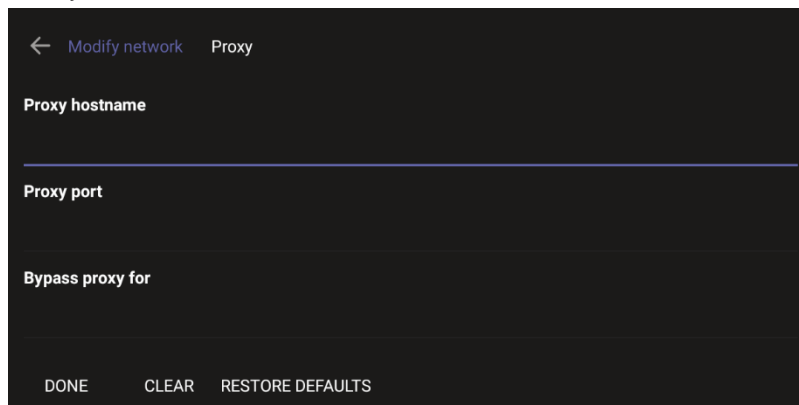 Modify network Proxy
Proxy hostname
Proxy port
Bypass proxy for
DONE CLEAR RESTORE DEFAULTS